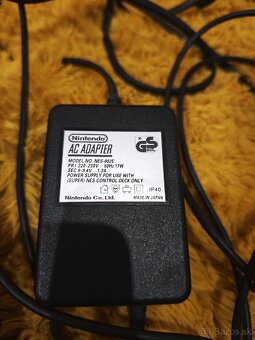 Nintendo
AC ADAPTER
MODEL NO. NES-002E
PRI 220-230V 50Hz 17W
SEC 9-9.4V 1.3A
POWER SUPPLY FOR USE WITH
(SUPER) NES CONTROL DECK ONLY
GS
IP40
Nintendo Co., Ltd.
MADE IN JAPAN
bazos.sk